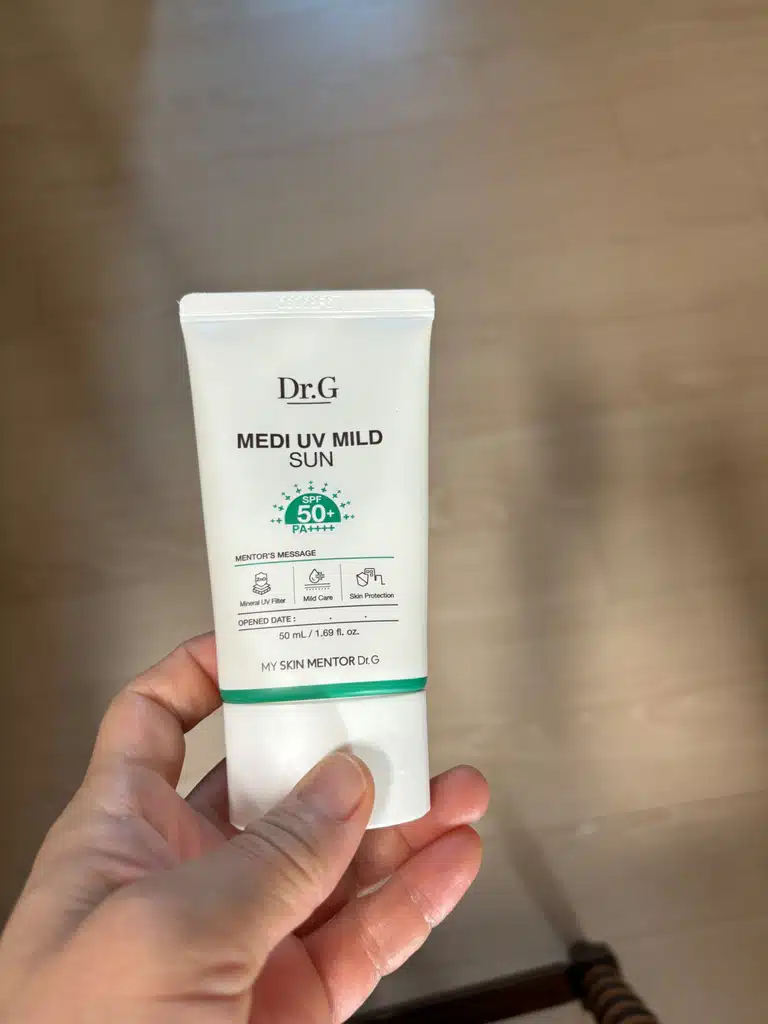 Dr.G
MEDI UV MILD
SUN
SPF
50+
PA++++
MENTOR'S MESSAGE
Mineral UV Filter
Mild Care
Skin Protection
OPENED DATE : . .
50 mL / 1.69 fl. oz.
MY SKIN MENTOR Dr.G